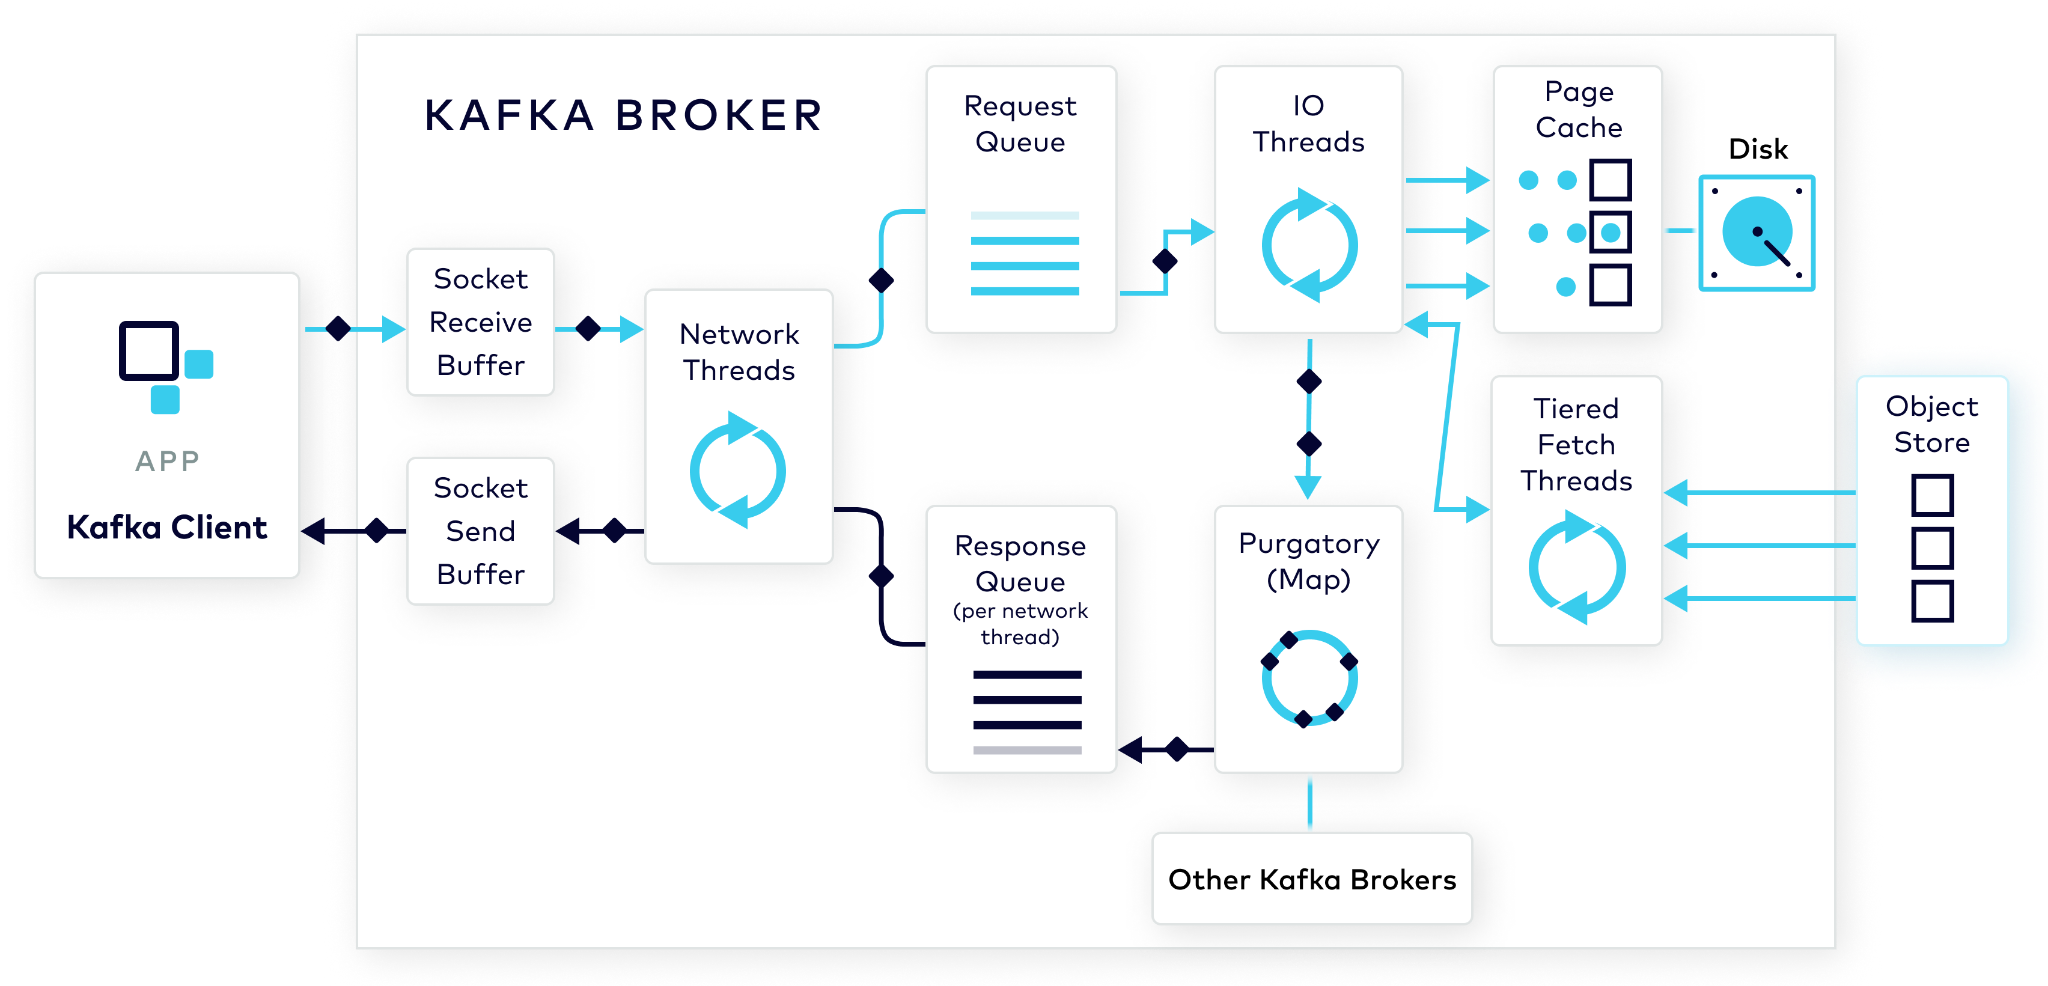 KAFKA BROKER
Request
Queue
IO
Threads
Page
Cache
Disk
Socket
Receive
Buffer
Network
Threads
APP
Kafka Client
Socket
Send
Buffer
Response
Queue
(per network
thread)
Purgatory
(Map)
Tiered
Fetch
Threads
Object
Store
Other Kafka Brokers